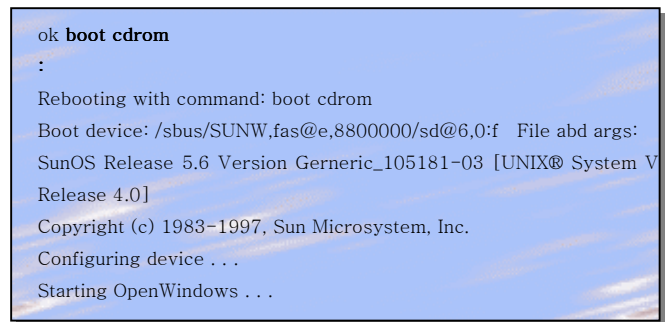 ok boot cdrom
:
Rebooting with command: boot cdrom
Boot device: /sbus/SUNW,fas@e,8800000/sd@6,0:f File abd args:
SunOS Release 5.6 Version Gerneric_105181-03 [UNIX® System V
Release 4.0]
Copyright (c) 1983-1997, Sun Microsystem, Inc.
Configuring device . . .
Starting OpenWindows . . .